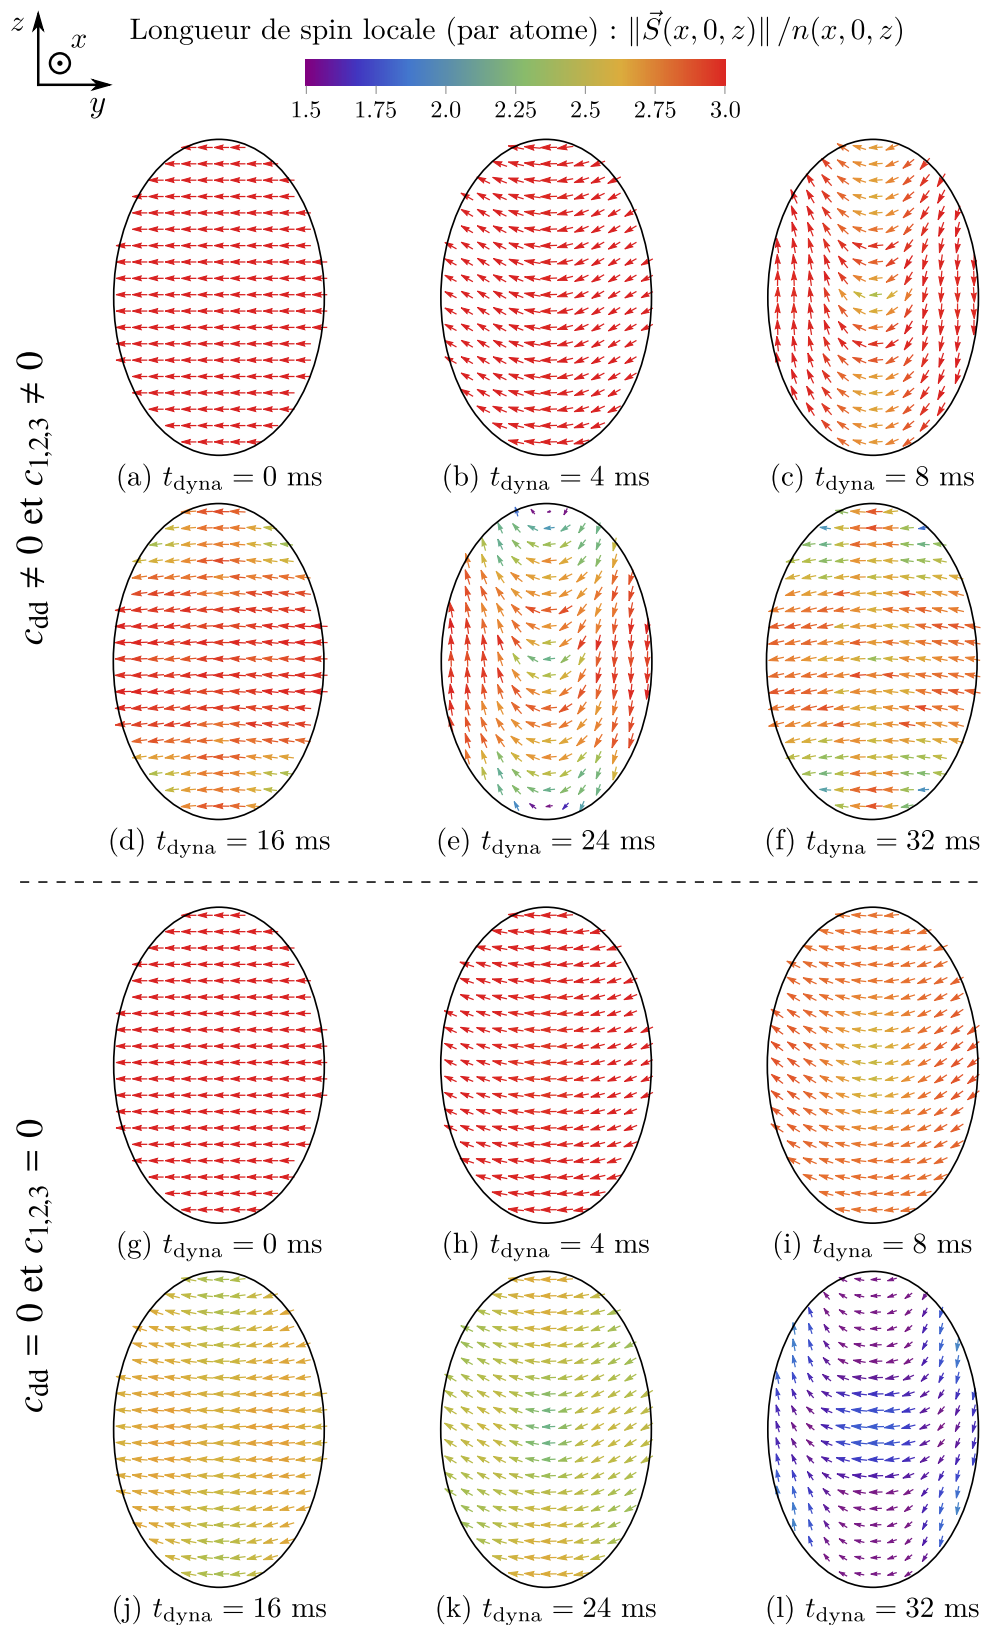 z
Longueur de spin locale (par atome) : ‖S⃗(x, 0, z)‖ /n(x, 0, z)
x
y
1.5 1.75 2.0 2.25 2.5 2.75 3.0
c_dd ≠ 0 et c_1,2,3 ≠ 0
(a) t_dyna = 0 ms
(b) t_dyna = 4 ms
(c) t_dyna = 8 ms
(d) t_dyna = 16 ms
(e) t_dyna = 24 ms
(f) t_dyna = 32 ms
c_dd = 0 et c_1,2,3 = 0
(g) t_dyna = 0 ms
(h) t_dyna = 4 ms
(i) t_dyna = 8 ms
(j) t_dyna = 16 ms
(k) t_dyna = 24 ms
(l) t_dyna = 32 ms